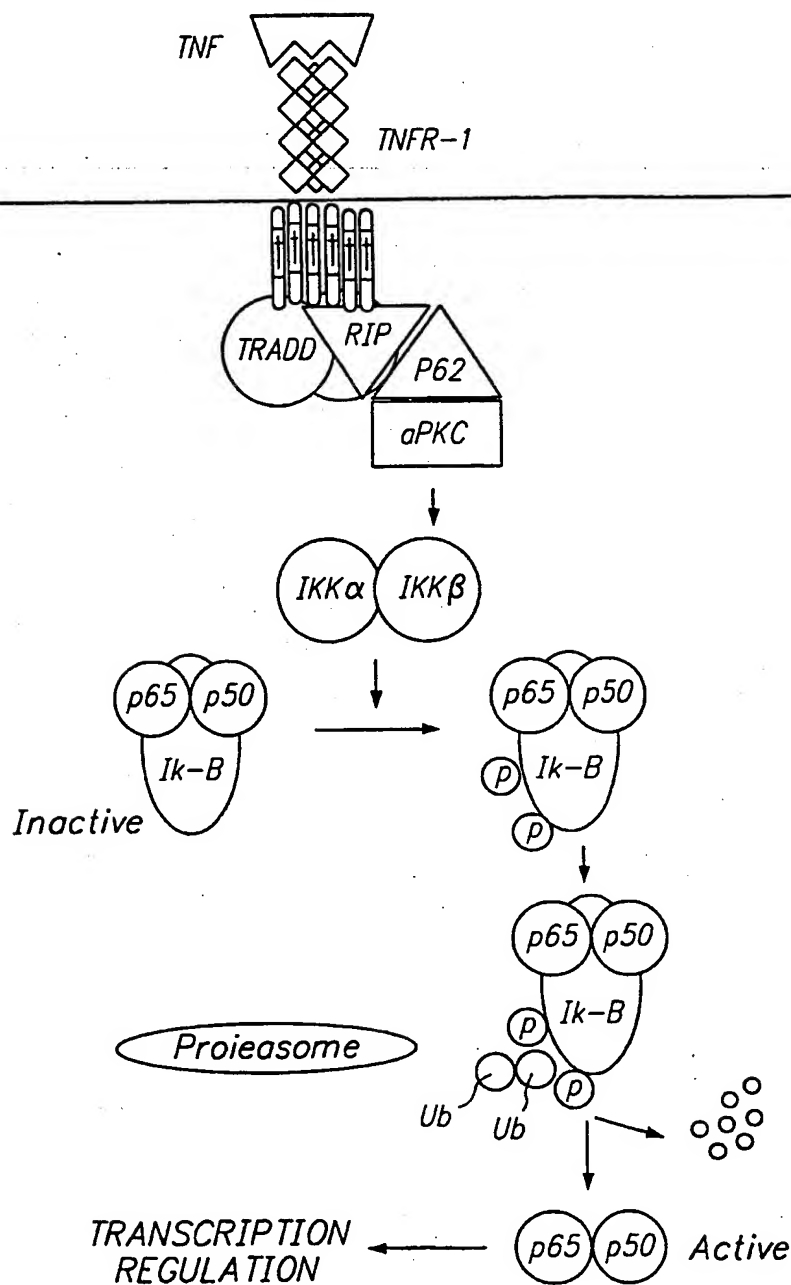 TNF
TNFR-1
TRADD
RIP
P62
aPKC
IKKα
IKKβ
p65
p50
p65
p50
Ik-B
Ik-B
p
Inactive
p
p65
p50
Ik-B
p
Proieasome
p
Ub
Ub
TRANSCRIPTION
REGULATION
p65
p50
Active